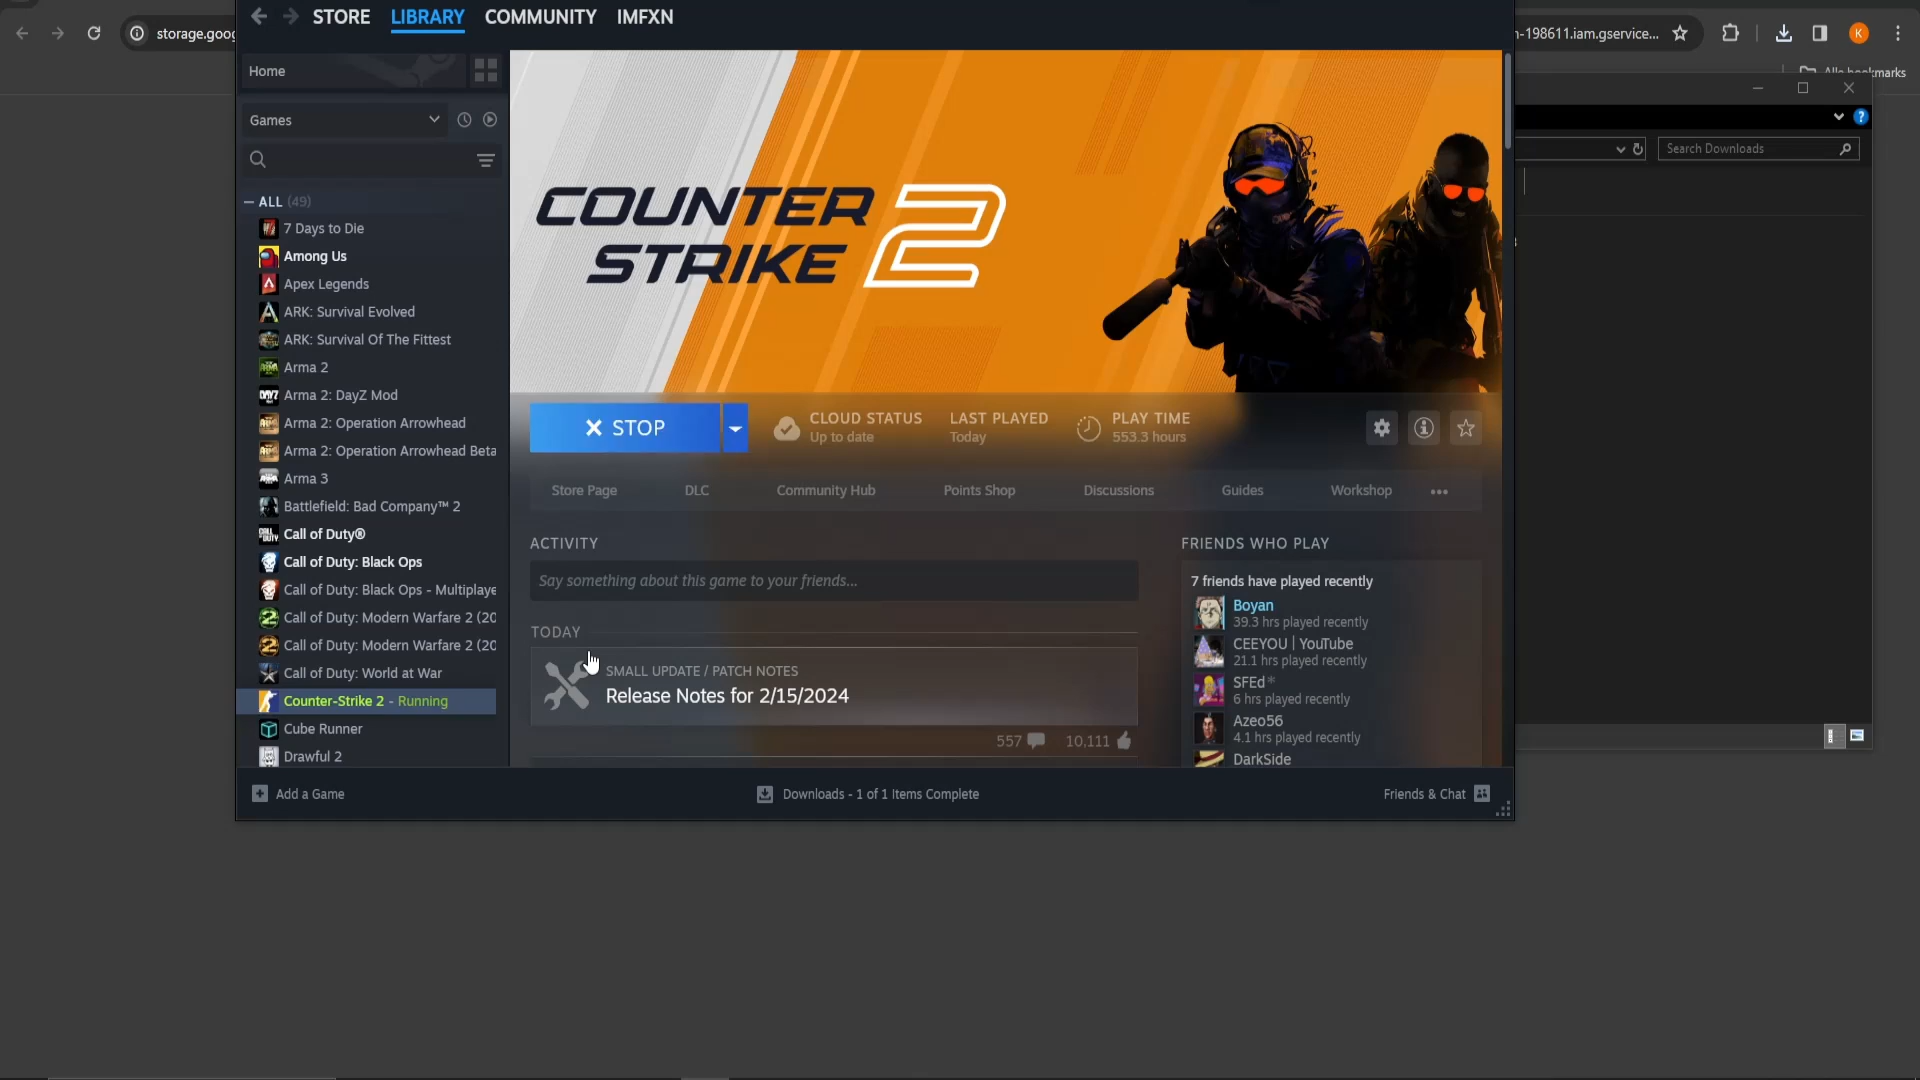 STORE LIBRARY COMMUNITY IMFXN
storage.goog
n-198611.iam.gservice...
K
Alle bookmarks
Home
Games
Search Downloads
ALL (49)
7 Days to Die
Among Us
Apex Legends
ARK: Survival Evolved
ARK: Survival Of The Fittest
Arma 2
Arma 2: DayZ Mod
Arma 2: Operation Arrowhead
Arma 2: Operation Arrowhead Beta
Arma 3
Battlefield: Bad Company™ 2
Call of Duty®
Call of Duty: Black Ops
Call of Duty: Black Ops - Multiplaye
Call of Duty: Modern Warfare 2 (20
Call of Duty: Modern Warfare 2 (20
Call of Duty: World at War
Counter-Strike 2 - Running
Cube Runner
Drawful 2
COUNTER
STRIKE 2
STOP
CLOUD STATUS
Up to date
LAST PLAYED
Today
PLAY TIME
553.3 hours
Store Page DLC Community Hub Points Shop Discussions Guides Workshop
ACTIVITY
Say something about this game to your friends...
TODAY
SMALL UPDATE / PATCH NOTES
Release Notes for 2/15/2024
557 10,111
FRIENDS WHO PLAY
7 friends have played recently
Boyan
39.3 hrs played recently
CEEYOU | YouTube
21.1 hrs played recently
SFEd*
6 hrs played recently
Azeo56
4.1 hrs played recently
DarkSide
Add a Game
Downloads - 1 of 1 Items Complete
Friends & Chat